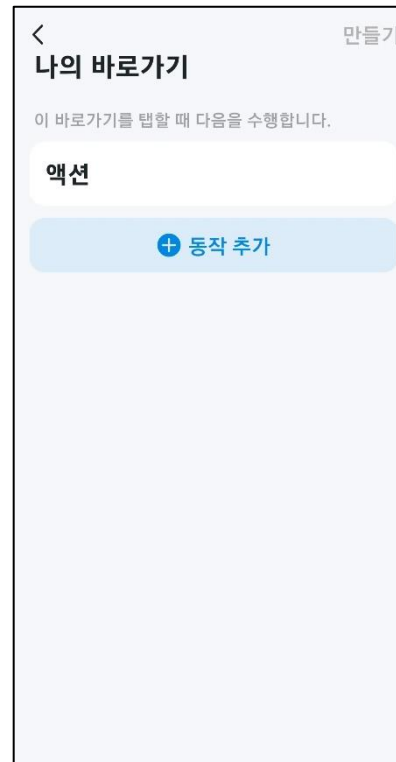 만들기
나의 바로가기
이 바로가기를 탭할 때 다음을 수행합니다.
액션
동작 추가